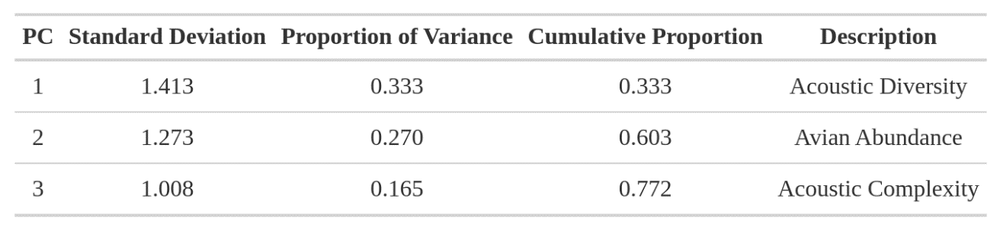 PC Standard Deviation Proportion of Variance Cumulative Proportion Description
1 1.413 0.333 0.333 Acoustic Diversity
2 1.273 0.270 0.603 Avian Abundance
3 1.008 0.165 0.772 Acoustic Complexity